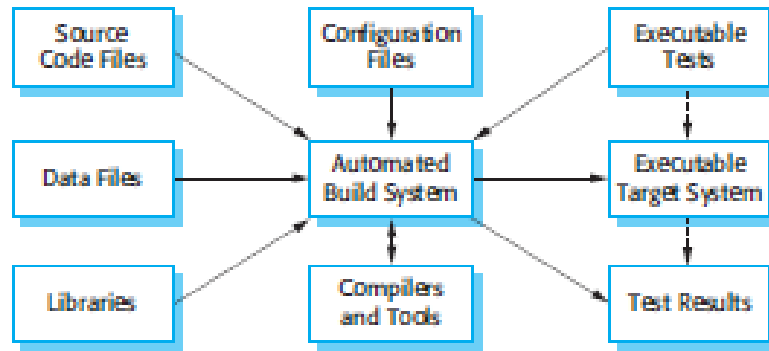 Source
Code Files
Configuration
Files
Executable
Tests
Data Files
Automated
Build System
Executable
Target System
Libraries
Compilers
and Tools
Test Results